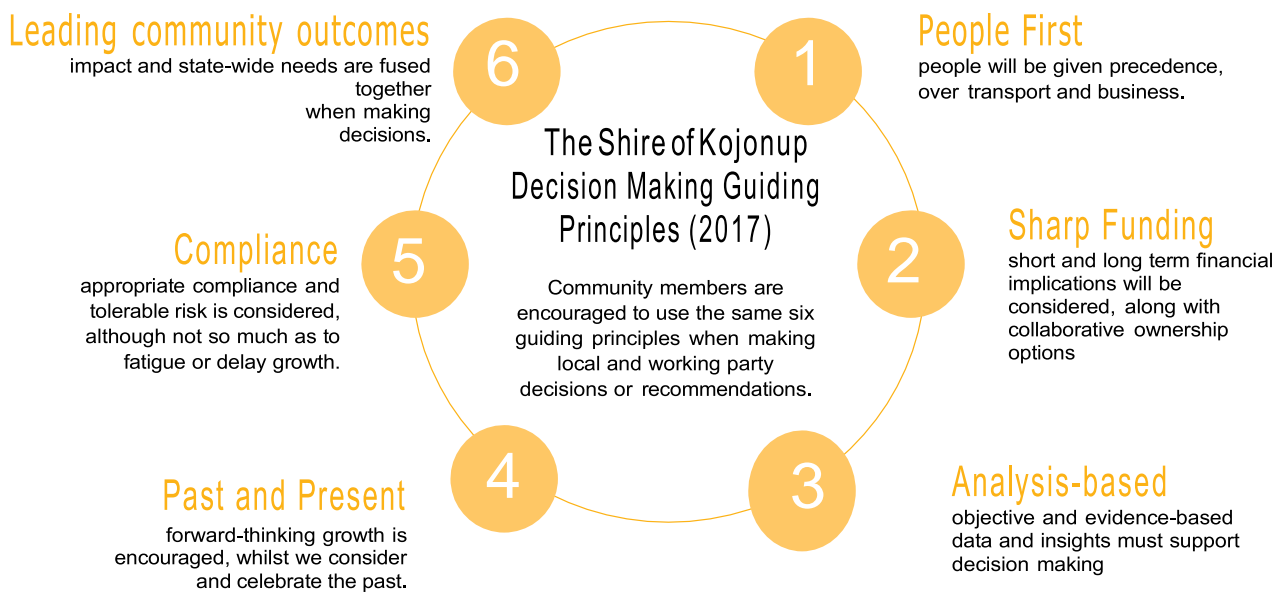 The Shire of Kojonup
Decision Making Guiding
Principles (2017)
Community members are
encouraged to use the same six
guiding principles when making
local and working party
decisions or recommendations.
1
People First
people will be given precedence,
over transport and business.
2
Sharp Funding
short and long term financial
implications will be
considered, along with
collaborative ownership
options
3
Analysis-based
objective and evidence-based
data and insights must support
decision making
4
Past and Present
forward-thinking growth is
encouraged, whilst we consider
and celebrate the past.
5
Compliance
appropriate compliance and
tolerable risk is considered,
although not so much as to
fatigue or delay growth.
6
Leading community outcomes
impact and state-wide needs are fused
together
when making
decisions.